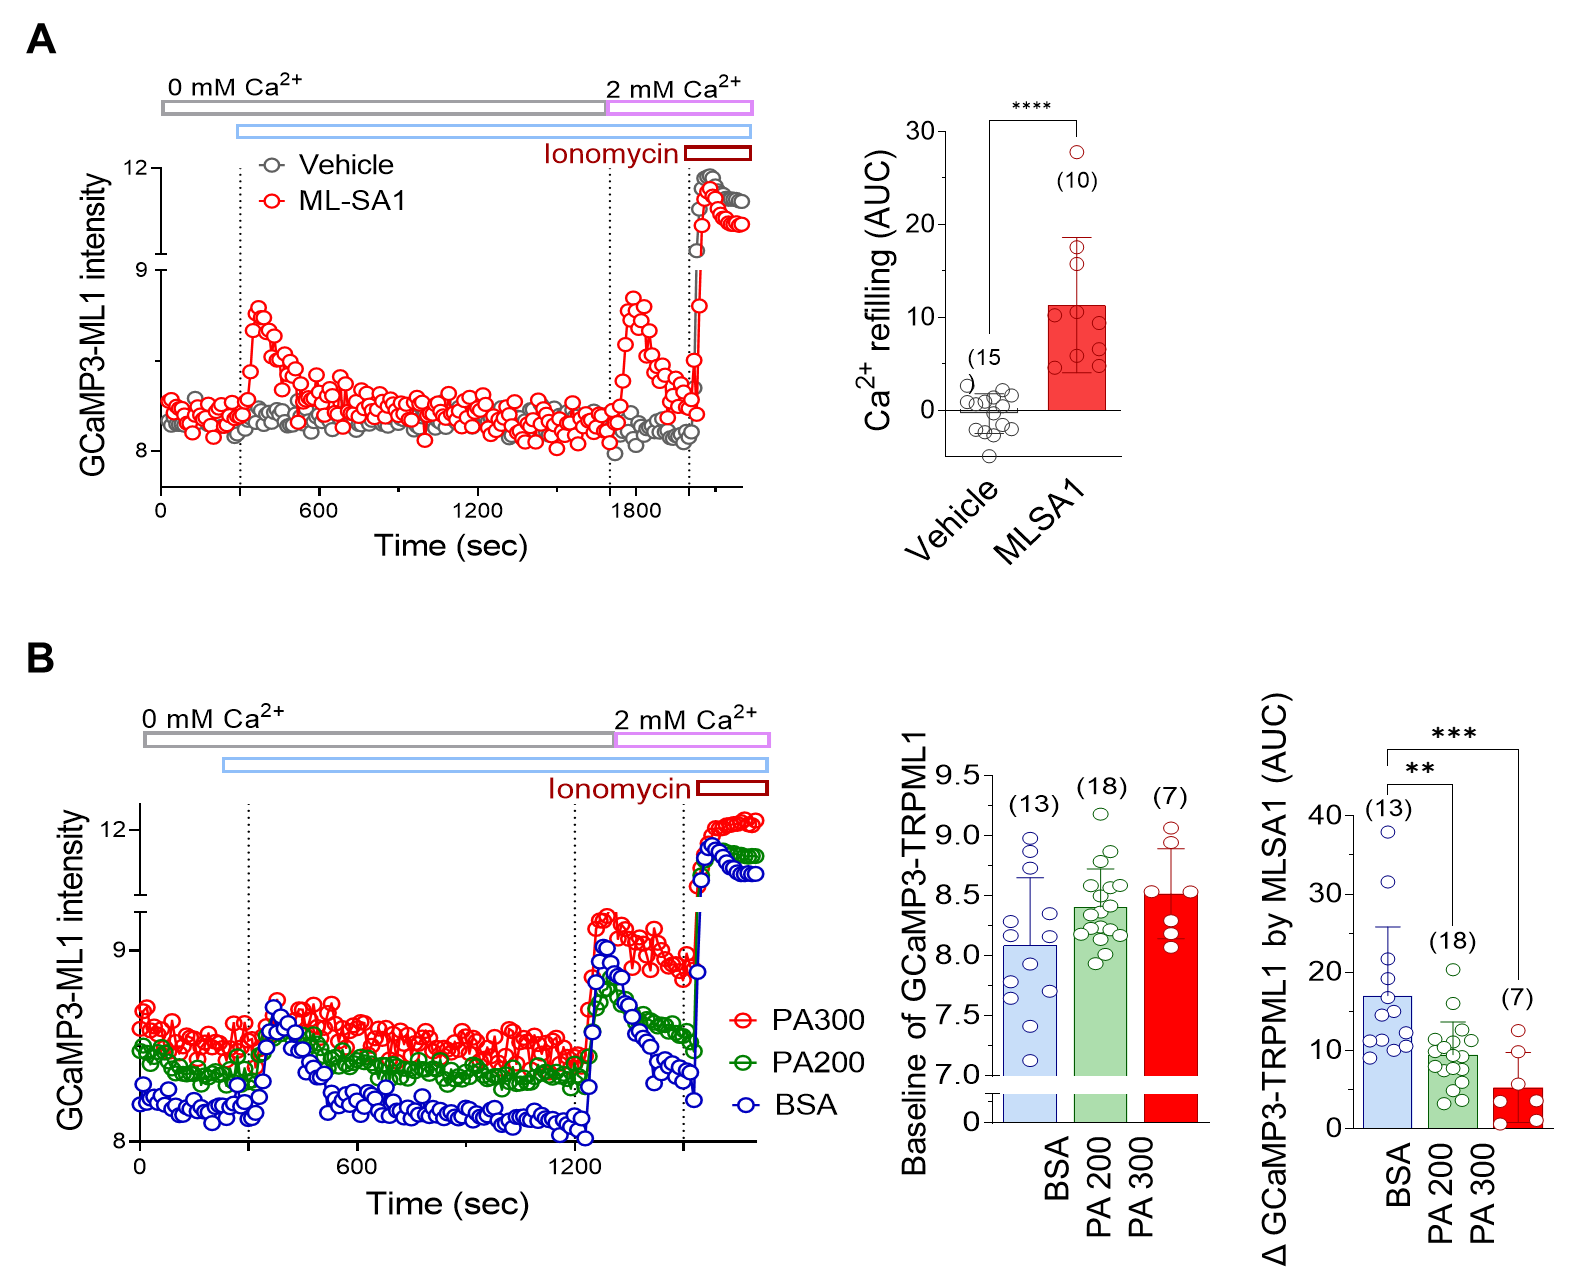 A
0 mM Ca2+
2 mM Ca2+
Ionomycin
Vehicle
ML-SA1
GCaMP3-ML1 intensity
12
9
8
0
600
1200
1800
Time (sec)
****
Ca2+ refilling (AUC)
30
20
10
0
(15
)
(10)
Vehicle
MLSA1
B
0 mM Ca2+
2 mM Ca2+
Ionomycin
GCaMP3-ML1 intensity
12
9
8
0
600
1200
Time (sec)
PA300
PA200
BSA
Baseline of GCaMP3-TRPML1
9.5
9.0
8.5
8.0
7.5
7.0
0
(13)
(18)
(7)
BSA
PA 200
PA 300
Δ GCaMP3-TRPML1 by MLSA1 (AUC)
***
**
40
30
20
10
0
(13)
(18)
(7)
BSA
PA 200
PA 300